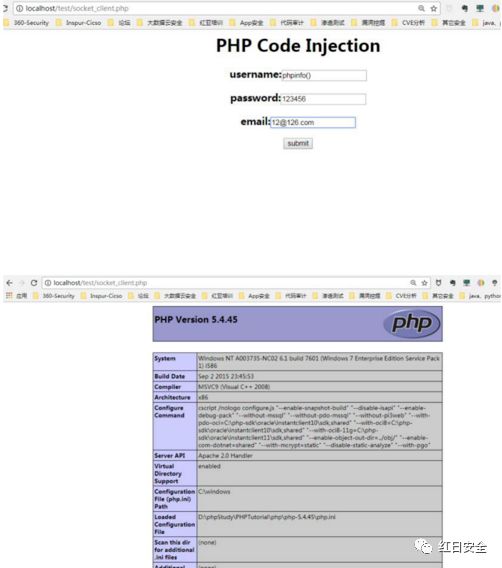 localhost/test/socket_client.php
360-Security Inspur-Cicso 论坛 大数据云安全 红亚培训 App安全 代码审计 渗透测试 漏洞挖掘 CVE分析 其它安全 java、
PHP Code Injection
username:phpinfo()
password:123456
email:12@126.com
submit
localhost/test/socket_client.php
应用 360-Security Inspur-Cicso 论坛 大数据云安全 红亚培训 App安全 代码审计 渗透测试 漏洞挖掘 CVE分析 其它安全 java, python
PHP Version 5.4.45
php
System Windows NT A003735-NC02 6.1 build 7601 (Windows 7 Enterprise Edition Service Pack
1) i586
Build Date Sep 2 2015 23:45:53
Compiler MSVC9 (Visual C++ 2008)
Architecture x86
Configure cscript /nologo configure.js "--enable-snapshot-build" "--disable-isapi" "--enable-
Command debug-pack" "--without-mssql" "--without-pdo-mssql" "--without-pi3web" "--with-
pdo-oci=C:\php-sdk\oracle\instantclient10\sdk,shared" "--with-oci8=C:\php-
sdk\oracle\instantclient10\sdk,shared" "--with-oci8-11g=C:\php-
sdk\oracle\instantclient11\sdk,shared" "--enable-object-out-dir=../obj/" "--enable-
com-dotnet=shared" "--with-mcrypt=static" "--disable-static-analyze" "--with-pgo"
Server API Apache 2.0 Handler
Virtual enabled
Directory
Support
Configuration C:\windows
File (php.ini)
Path
Loaded D:\phpStudy\PHPTutorial\php\php-5.4.45\php.ini
Configuration
File
Scan this dir (none)
for additional
.ini files
Additional (none)
红日安全